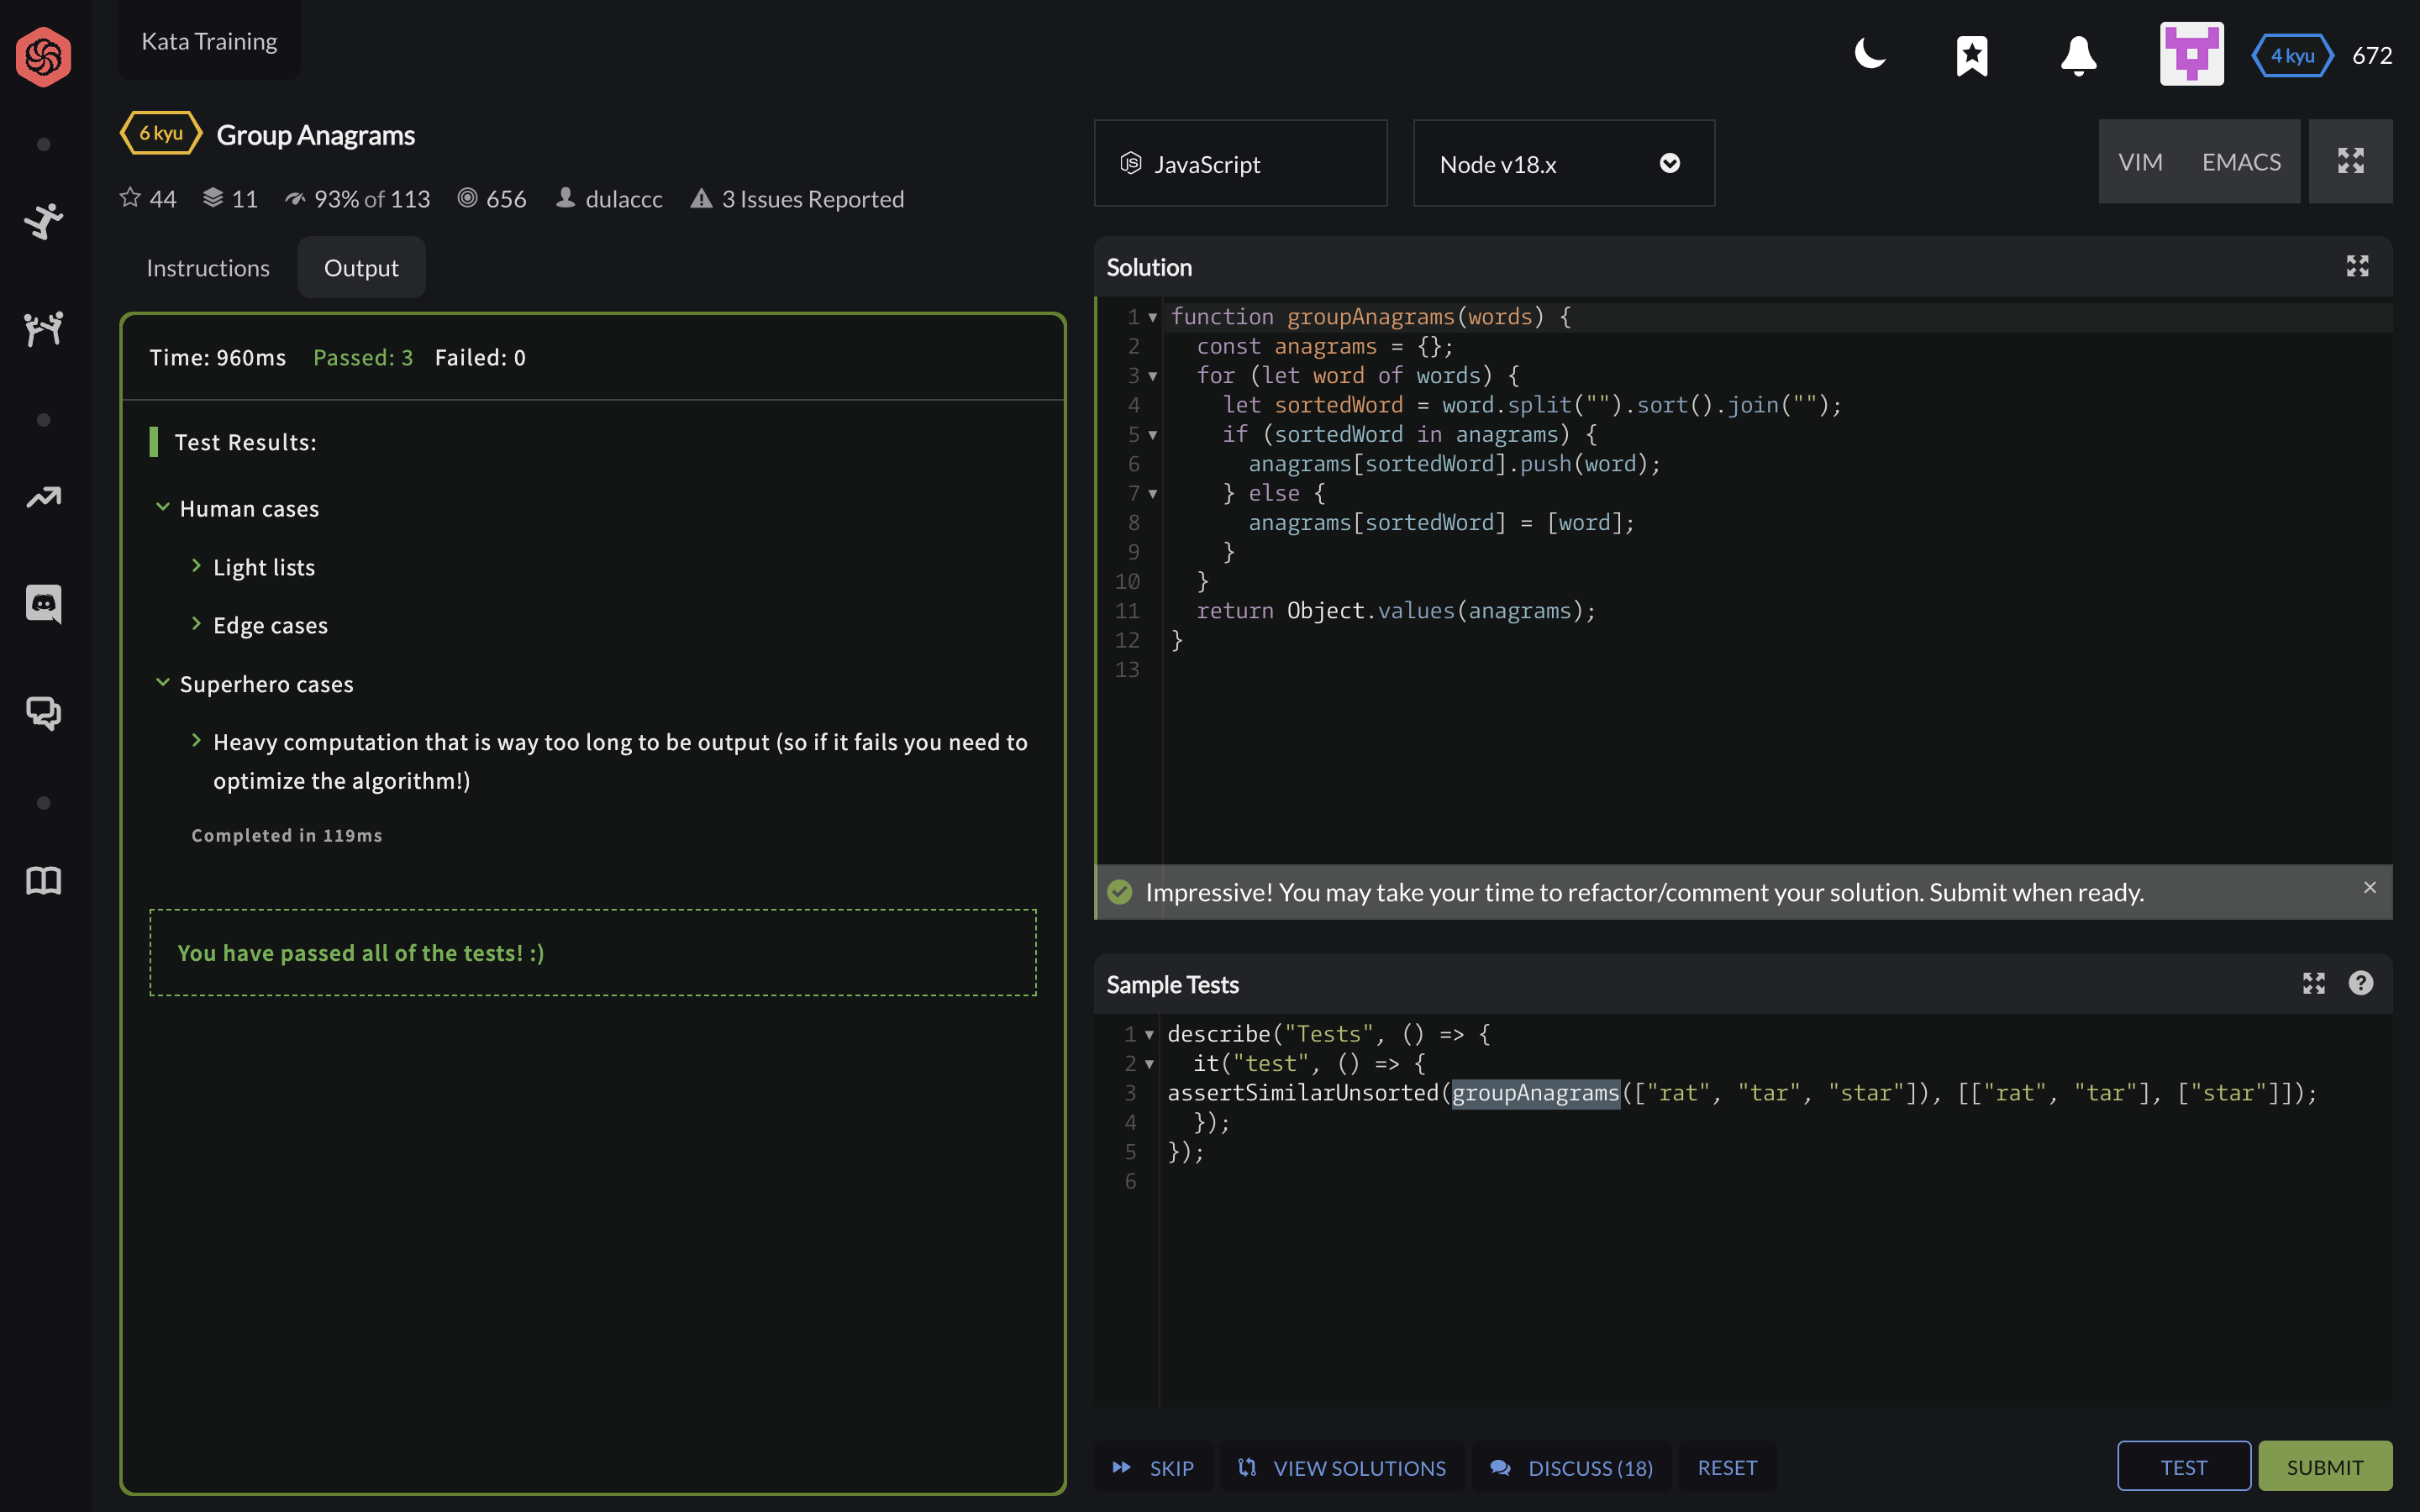 Kata Training
4 kyu 672
6 kyu Group Anagrams
44 11 93% of 113 656 dulaccc 3 Issues Reported
Instructions Output
Time: 960ms Passed: 3 Failed: 0
Test Results:
Human cases
Light lists
Edge cases
Superhero cases
Heavy computation that is way too long to be output (so if it fails you need to
optimize the algorithm!)
Completed in 119ms
You have passed all of the tests! :)
JS JavaScript
Node v18.x
VIM EMACS
Solution
1 function groupAnagrams(words) {
2   const anagrams = {};
3   for (let word of words) {
4     let sortedWord = word.split("").sort().join("");
5     if (sortedWord in anagrams) {
6       anagrams[sortedWord].push(word);
7     } else {
8       anagrams[sortedWord] = [word];
9     }
10   }
11   return Object.values(anagrams);
12 }
13
Impressive! You may take your time to refactor/comment your solution. Submit when ready.
Sample Tests
1 describe("Tests", () => {
2   it("test", () => {
3 assertSimilarUnsorted(groupAnagrams(["rat", "tar", "star"]), [["rat", "tar"], ["star"]]);
4   });
5 });
6
SKIP VIEW SOLUTIONS DISCUSS (18) RESET TEST SUBMIT